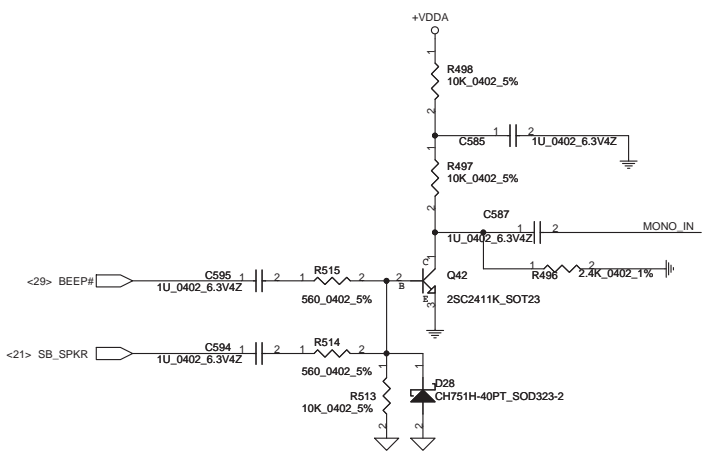 +VDDA
1
R498
10K_0402_5%
2
C585
1
2
1U_0402_6.3V4Z
1
R497
10K_0402_5%
2
C587
1
2
MONO_IN
1U_0402_6.3V4Z
1
R496
2
2.4K_0402_1%
C
1
Q42
2
B
E
3
2SC2411K_SOT23
<29> BEEP#
C595
1
2
1U_0402_6.3V4Z
1
R515
2
560_0402_5%
<21> SB_SPKR
C594
1
2
1U_0402_6.3V4Z
1
R514
2
560_0402_5%
1
R513
10K_0402_5%
2
1
D28
CH751H-40PT_SOD323-2
2